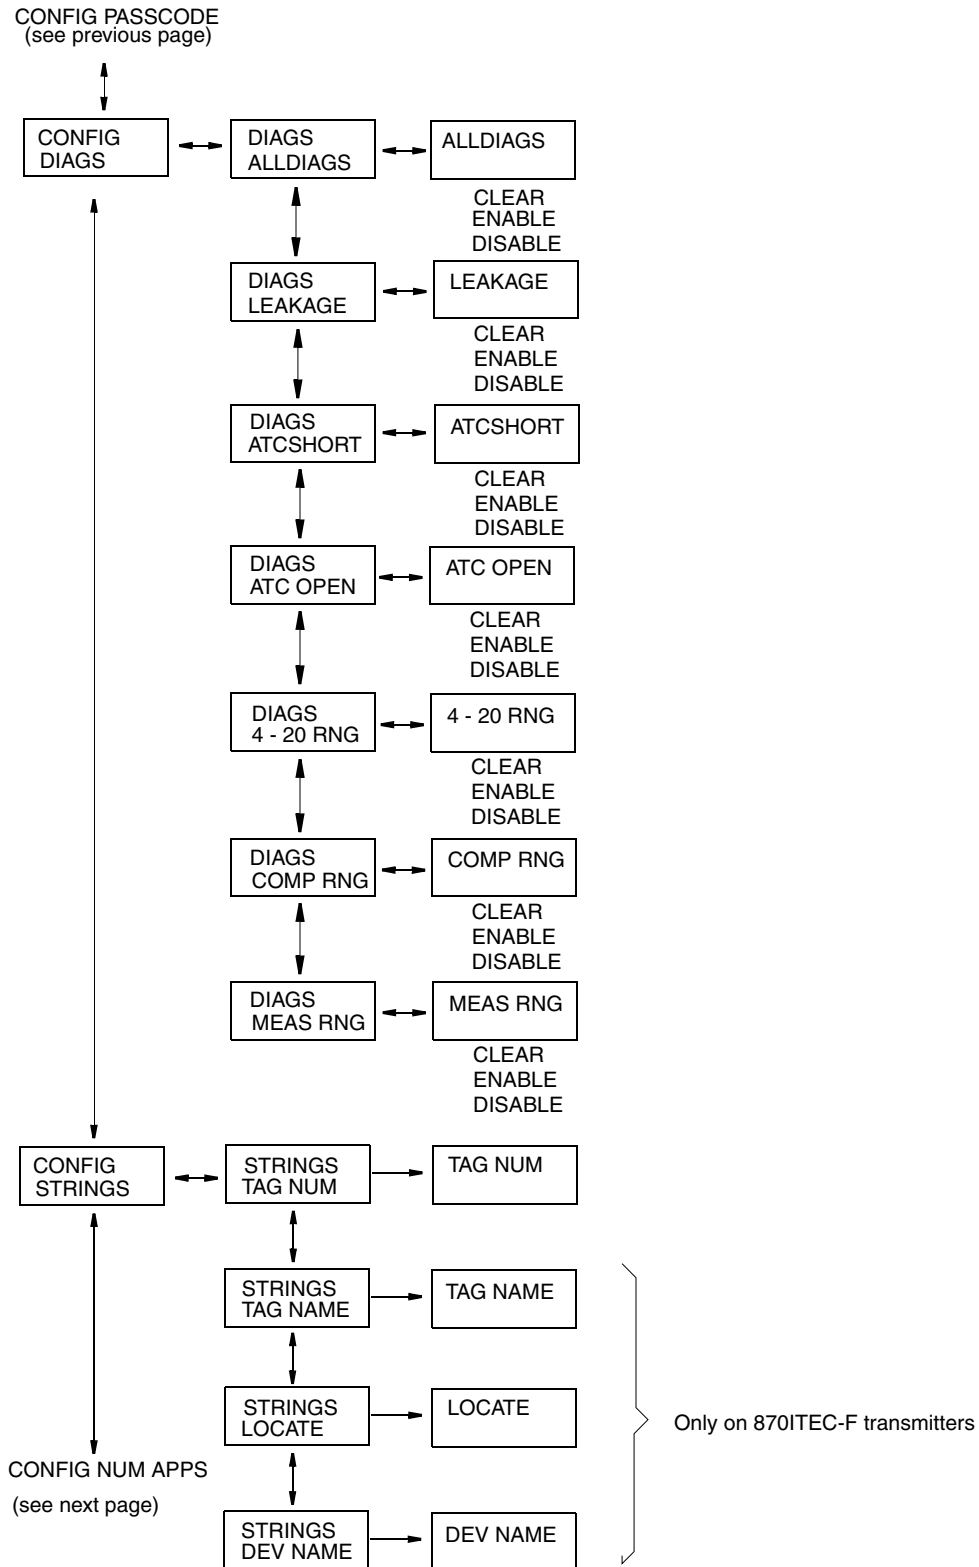 CONFIG PASSCODE
(see previous page)
CONFIG
DIAGS
DIAGS
ALLDIAGS
ALLDIAGS
CLEAR
ENABLE
DISABLE
DIAGS
LEAKAGE
LEAKAGE
CLEAR
ENABLE
DISABLE
DIAGS
ATCSHORT
ATCSHORT
CLEAR
ENABLE
DISABLE
DIAGS
ATC OPEN
ATC OPEN
CLEAR
ENABLE
DISABLE
DIAGS
4 - 20 RNG
4 - 20 RNG
CLEAR
ENABLE
DISABLE
DIAGS
COMP RNG
COMP RNG
CLEAR
ENABLE
DISABLE
DIAGS
MEAS RNG
MEAS RNG
CLEAR
ENABLE
DISABLE
CONFIG
STRINGS
STRINGS
TAG NUM
TAG NUM
STRINGS
TAG NAME
TAG NAME
STRINGS
LOCATE
LOCATE
Only on 870ITEC-F transmitters
CONFIG NUM APPS
(see next page)
STRINGS
DEV NAME
DEV NAME